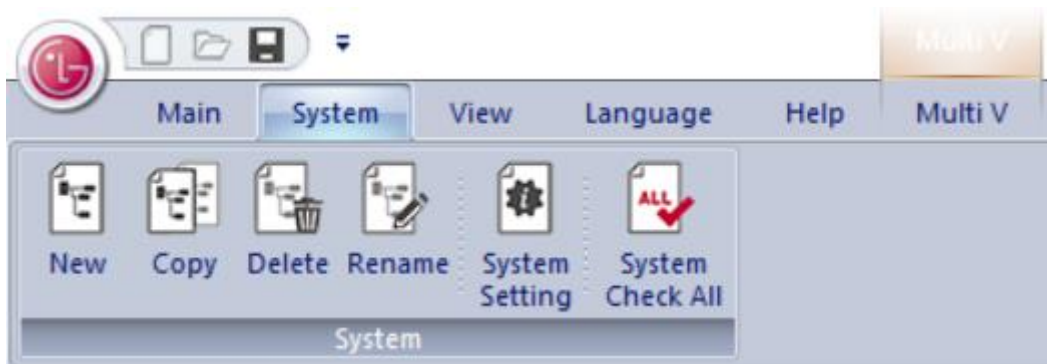 Multi V
Main System View Language Help Multi V
ALL
New Copy Delete Rename System Setting System Check All
System